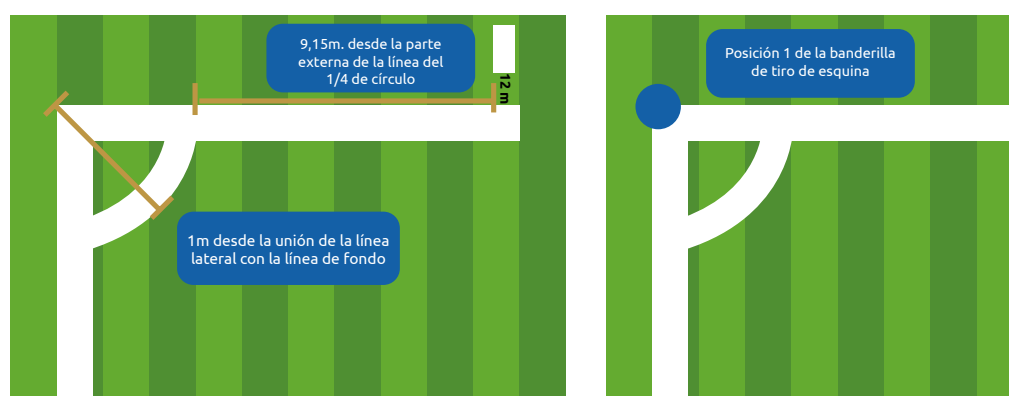 9,15m. desde la parte
externa de la línea del
1/4 de círculo
12 m
1m desde la unión de la línea
lateral con la línea de fondo
Posición 1 de la banderilla
de tiro de esquina